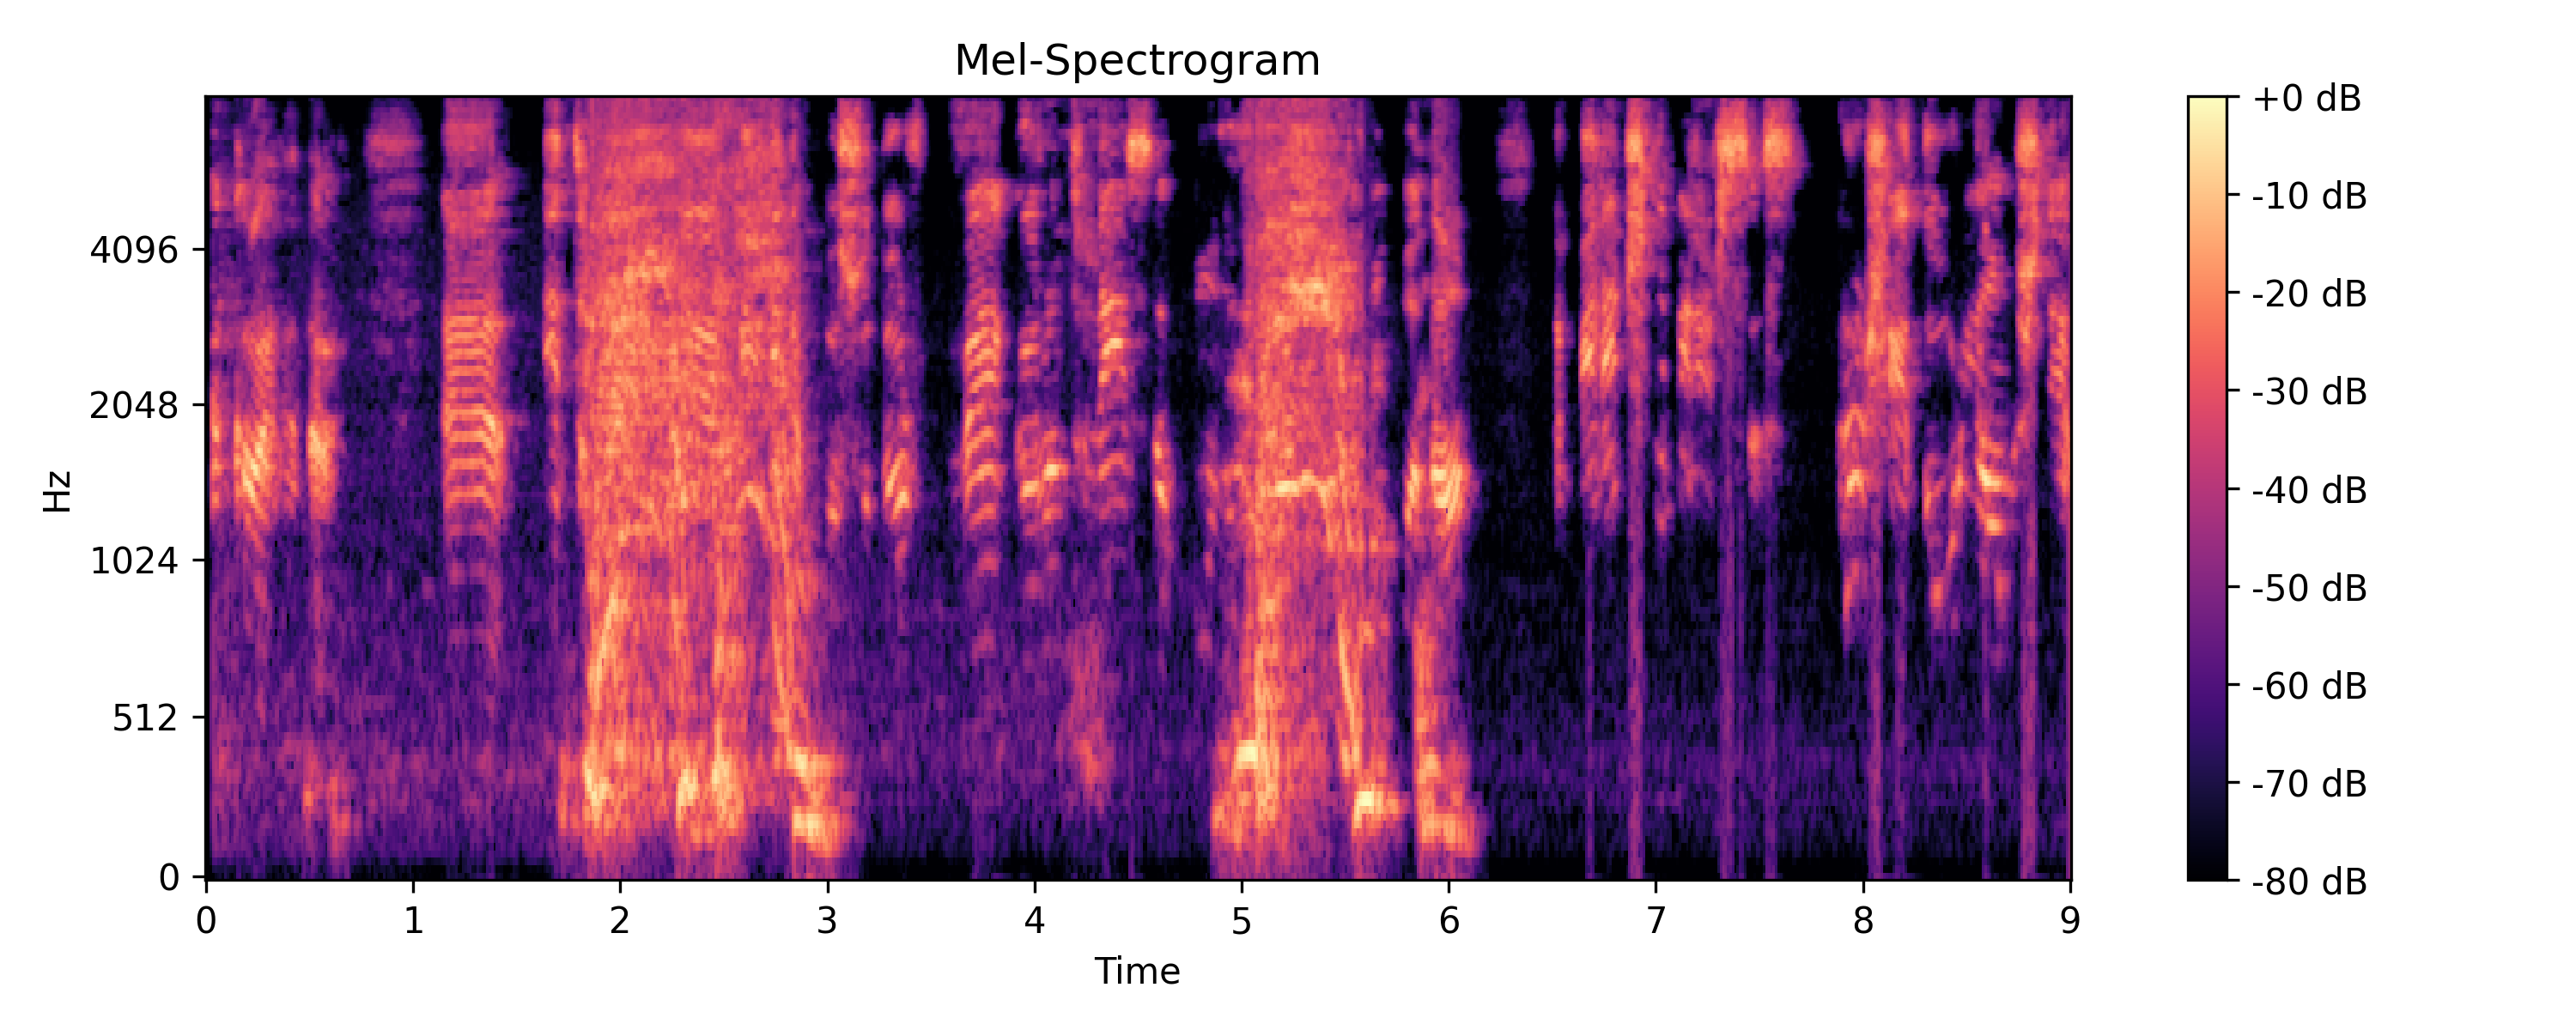 Mel-Spectrogram
+0 dB
-10 dB
-20 dB
-30 dB
-40 dB
-50 dB
-60 dB
-70 dB
-80 dB
Hz
4096
2048
1024
512
0
0 1 2 3 4 5 6 7 8 9
Time